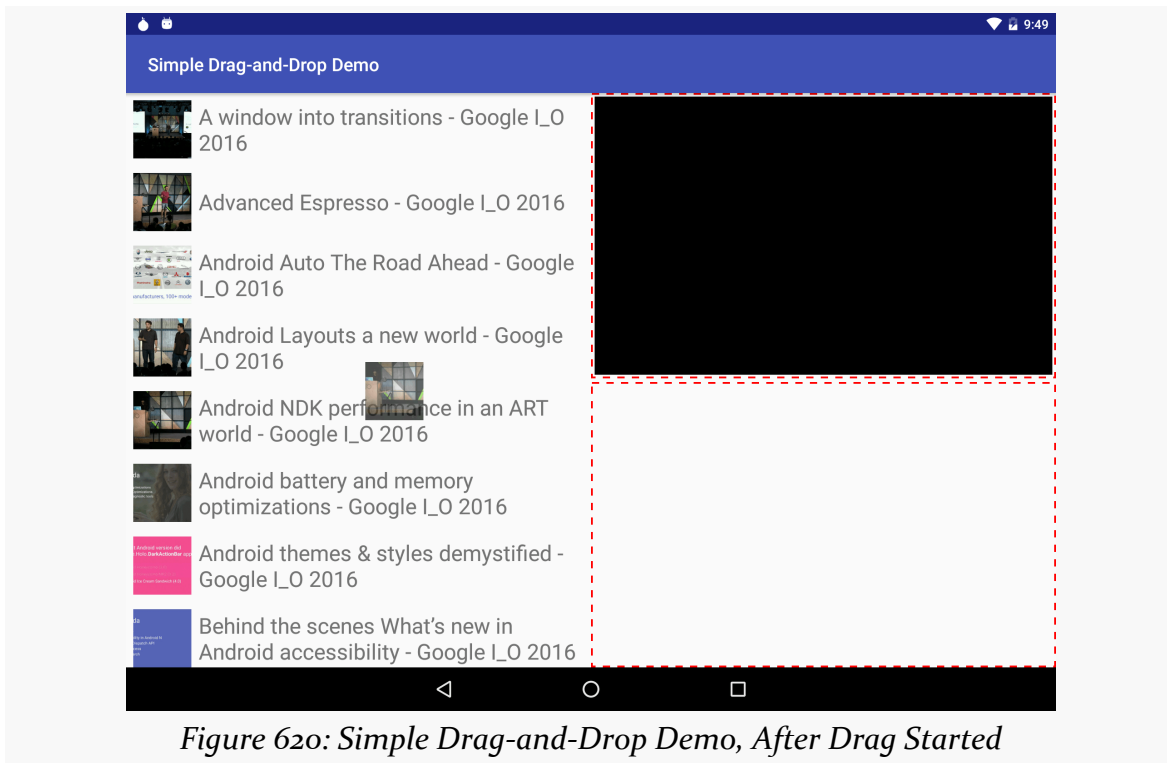 9:49
Simple Drag-and-Drop Demo
A window into transitions - Google I_O
2016
Advanced Espresso - Google I_O 2016
Android Auto The Road Ahead - Google
I_O 2016
Android Layouts a new world - Google
I_O 2016
Android NDK performance in an ART
world - Google I_O 2016
Android battery and memory
optimizations - Google I_O 2016
Android themes & styles demystified -
Google I_O 2016
Behind the scenes What’s new in
Android accessibility - Google I_O 2016
Figure 620: Simple Drag-and-Drop Demo, After Drag Started